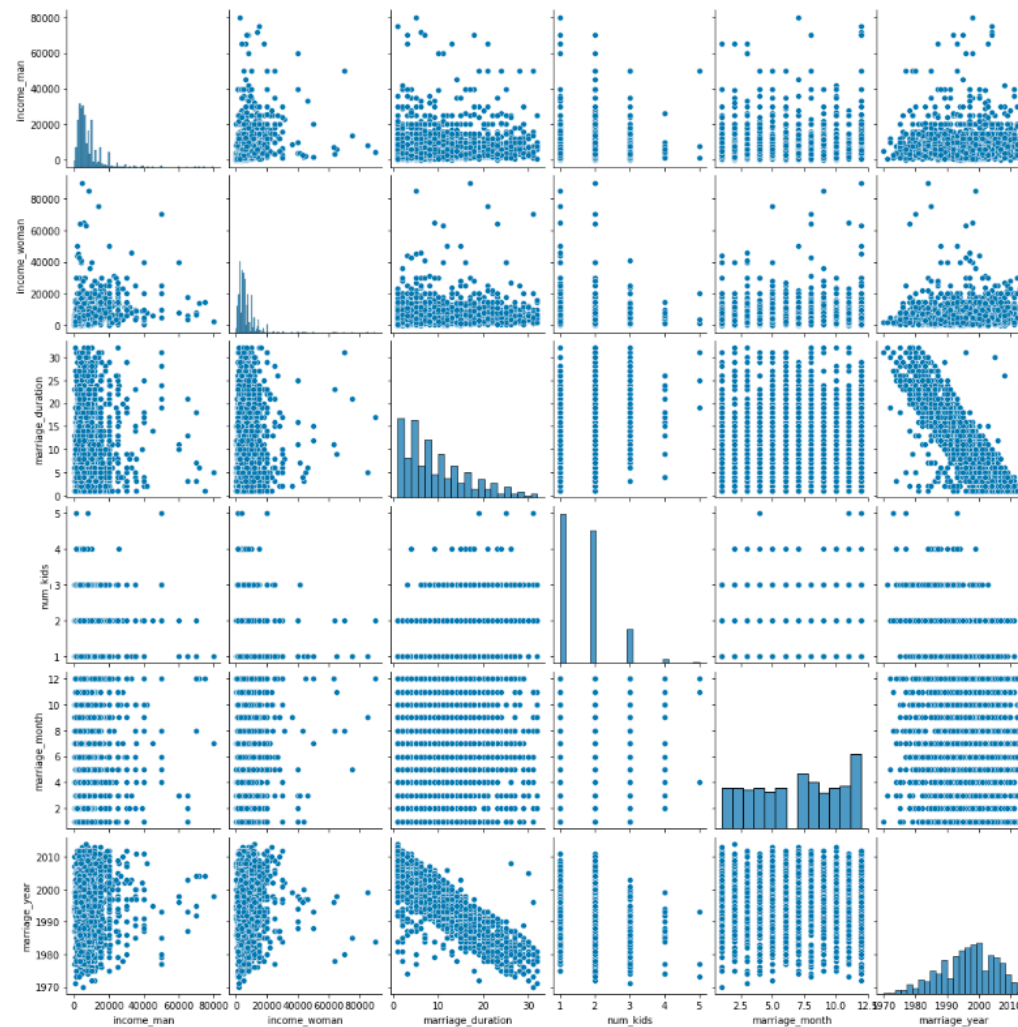 80000
60000
income_man
40000
20000
0
80000
60000
income_woman
40000
20000
0
30
25
marriage_duration
20
15
10
5
0
5
4
num_kids
3
2
1
12
10
marriage_month
8
6
4
2
2010
2000
marriage_year
1990
1980
1970
0 20000 40000 60000 80000
0 20000 40000 60000 80000
0 10 20 30
1 2 3 4 5
2.5 5.0 7.5 10.0 12.5
1970 1980 1990 2000 2010
income_man income_woman marriage_duration num_kids marriage_month marriage_year